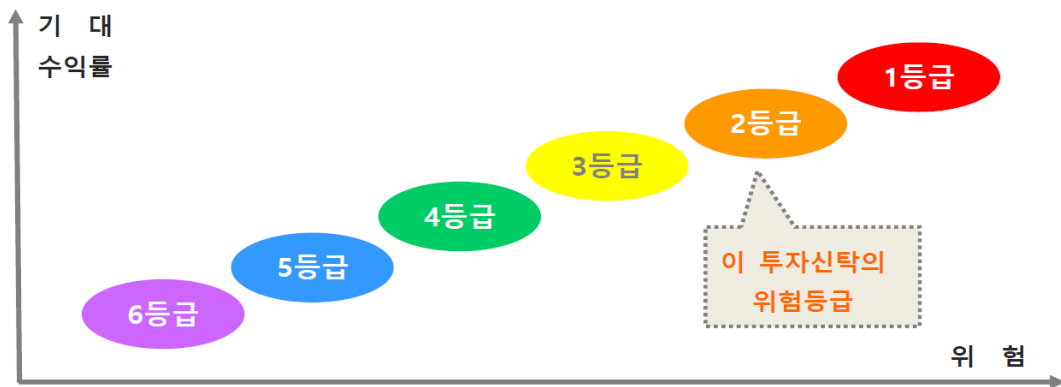 기 대
수익률
1등급
2등급
3등급
4등급
5등급
6등급
이 투자신탁의
위험등급
위 험